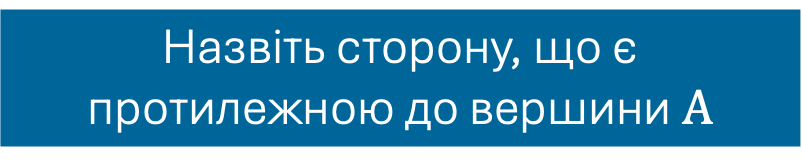 Назвіть сторону, що є
протилежною до вершини A